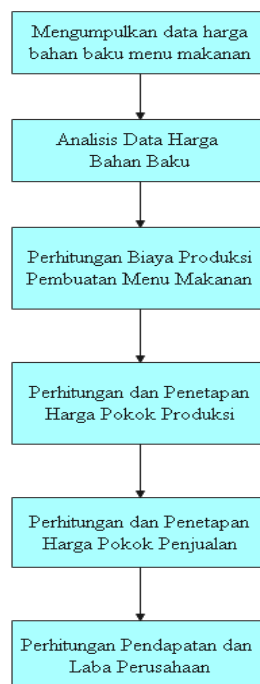 Mengumpulkan data harga
bahan baku menu makanan
Analisis Data Harga
Bahan Baku
Perhitungan Biaya Produksi
Pembuatan Menu Makanan
Perhitungan dan Penetapan
Harga Pokok Produksi
Perhitungan dan Penetapan
Harga Pokok Penjualan
Perhitungan Pendapatan dan
Laba Perusahaan